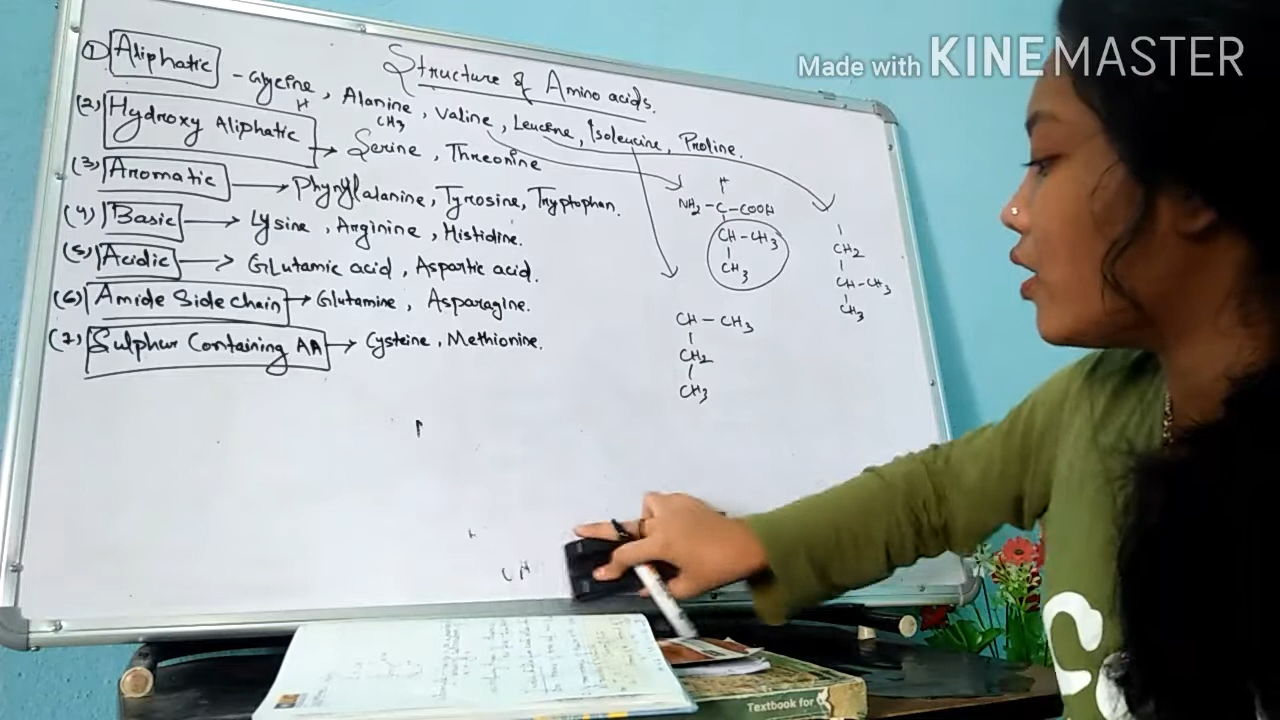 Made with KINEMASTER
Structure of Amino acids.
① Aliphatic - Glycine, Alanine, Valine, Leucine, Isoleucine, Proline.
H CH3
(2) Hydroxy Aliphatic → Serine, Threonine
(3) Aromatic → Phynylalanine, Tyrosine, Tryptophan.
(4) Basic → Lysine, Arginine, Histidine.
(5) Acidic → Glutamic acid, Aspartic acid.
(6) Amide Side chain → Glutamine, Asparagine.
(7) Sulphur Containing AA → Cysteine, Methionine.
H
NH2 - C - COOH
CH - CH3
CH3
CH2
CH - CH3
CH3
CH - CH3
CH2
CH3
Textbook for